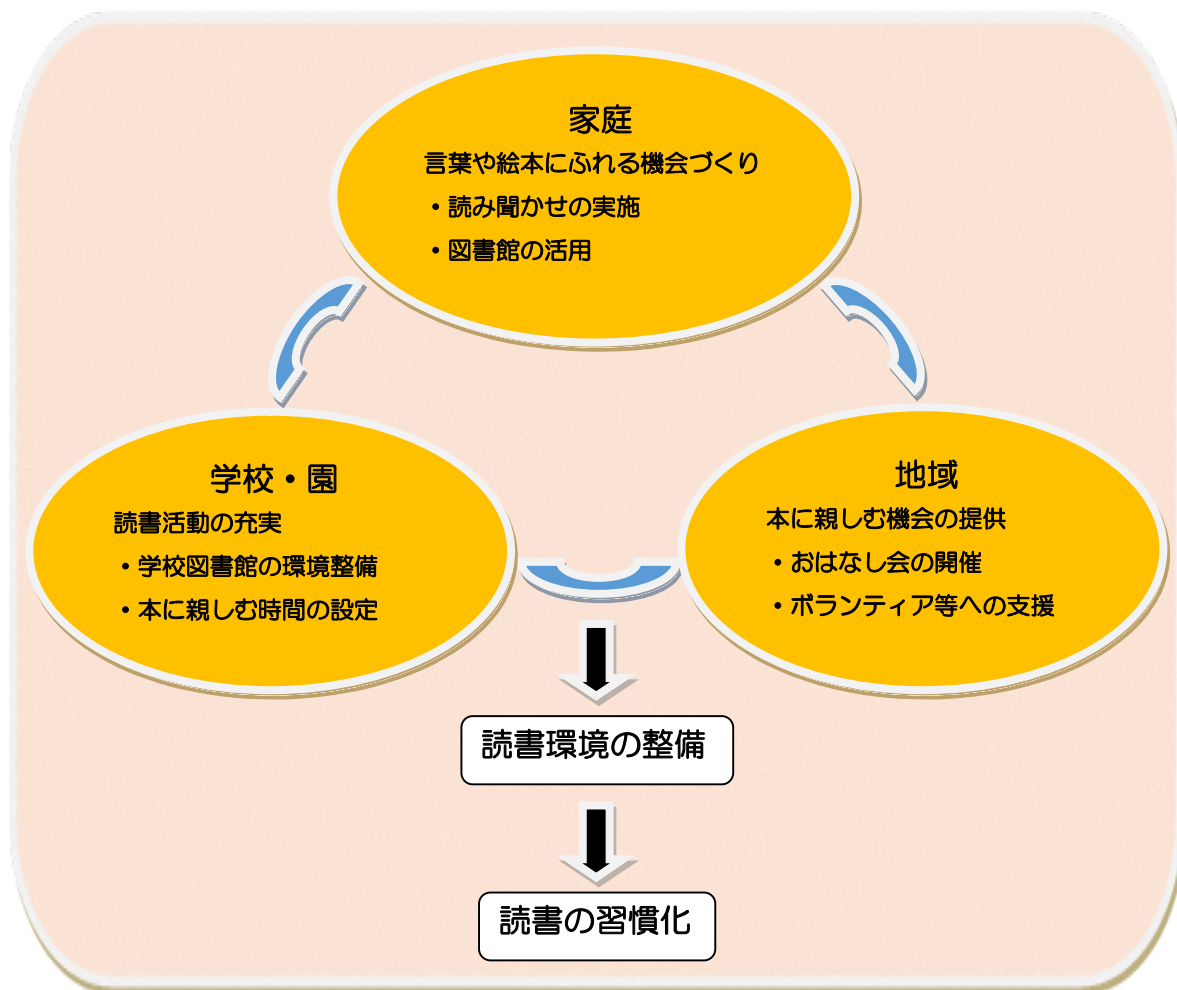 家庭
言葉や絵本にふれる機会づくり
・読み聞かせの実施
・図書館の活用
学校・園
読書活動の充実
・学校図書館の環境整備
・本に親しむ時間の設定
地域
本に親しむ機会の提供
・おはなし会の開催
・ボランティア等への支援
読書環境の整備
読書の習慣化